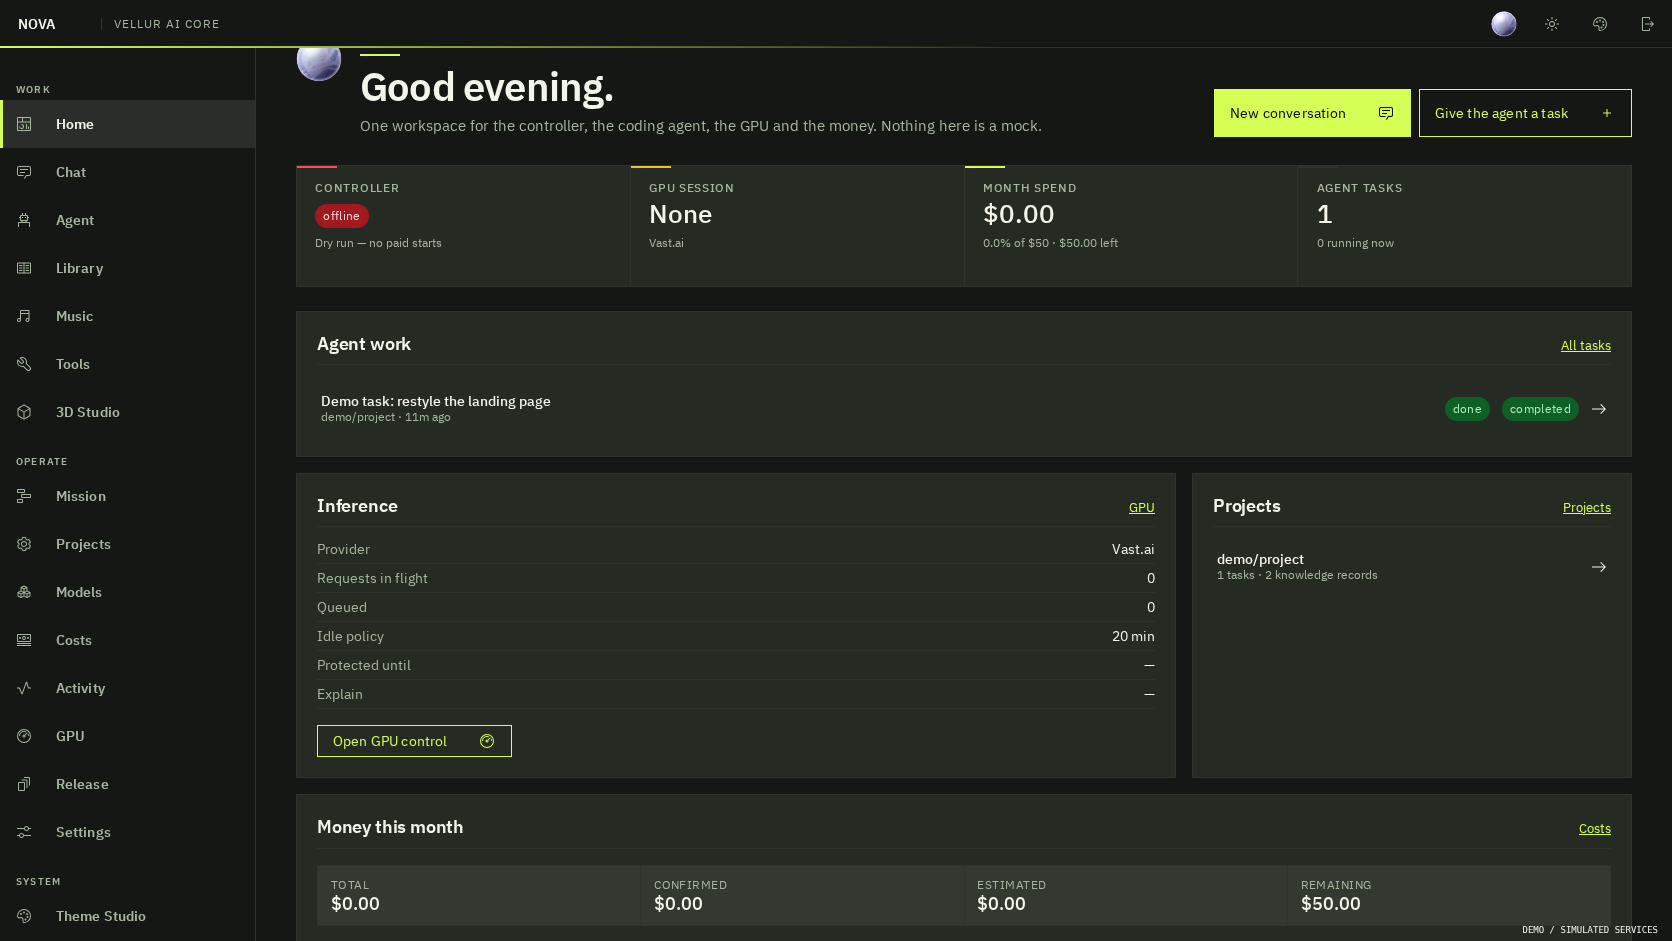 NOVA
VELLUR AI CORE
WORK
Home
Chat
Agent
Library
Music
Tools
3D Studio
OPERATE
Mission
Projects
Models
Costs
Activity
GPU
Release
Settings
SYSTEM
Theme Studio
Good evening.
One workspace for the controller, the coding agent, the GPU and the money. Nothing here is a mock.
New conversation
Give the agent a task
CONTROLLER
offline
Dry run — no paid starts
GPU SESSION
None
Vast.ai
MONTH SPEND
$0.00
0.0% of $50 · $50.00 left
AGENT TASKS
1
0 running now
Agent work
All tasks
Demo task: restyle the landing page
demo/project · 11m ago
done
completed
Inference
GPU
Provider Vast.ai
Requests in flight 0
Queued 0
Idle policy 20 min
Protected until —
Explain —
Open GPU control
Projects
Projects
demo/project
1 tasks · 2 knowledge records
Money this month
Costs
TOTAL
$0.00
CONFIRMED
$0.00
ESTIMATED
$0.00
REMAINING
$50.00
DEMO / SIMULATED SERVICES